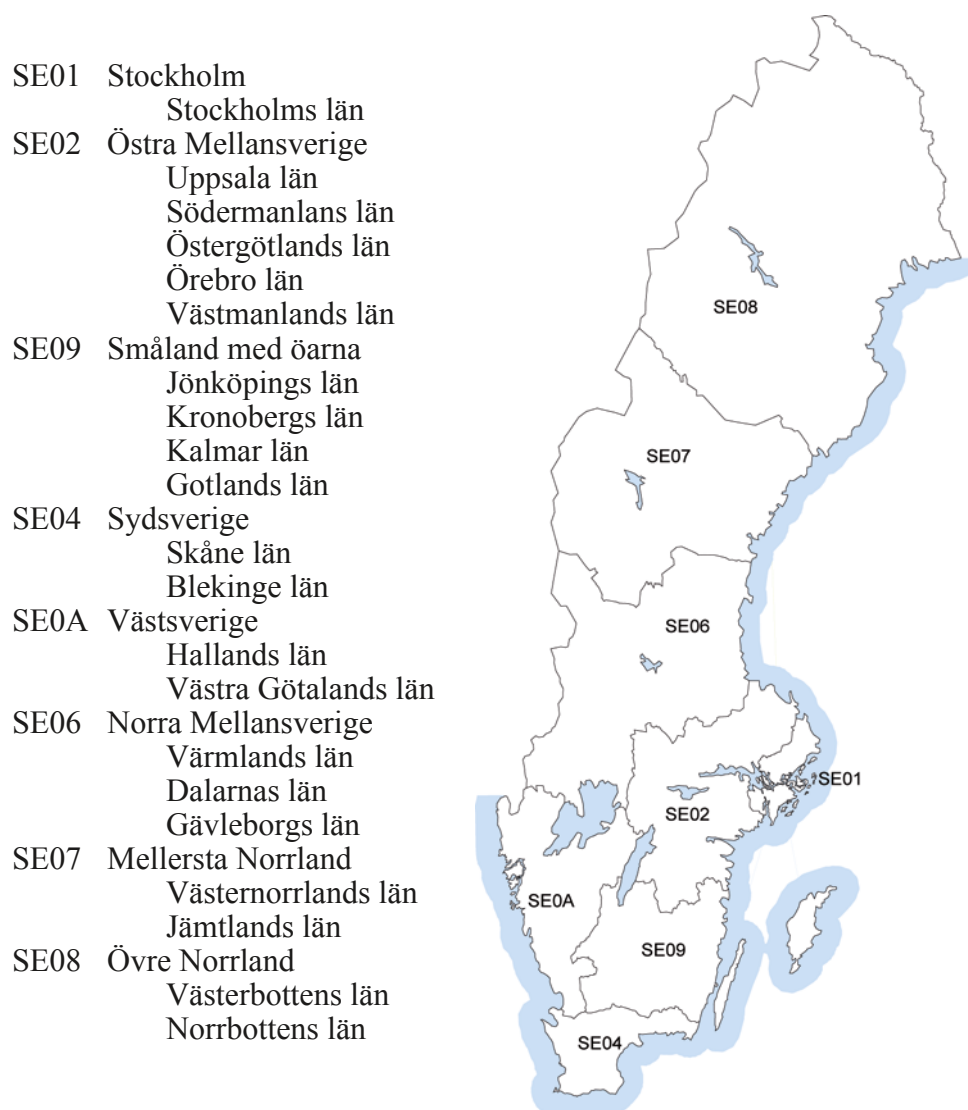 SE01 Stockholm
Stockholms län
SE02 Östra Mellansverige
Uppsala län
Södermanlans län
Östergötlands län
Örebro län
Västmanlands län
SE09 Småland med öarna
Jönköpings län
Kronobergs län
Kalmar län
Gotlands län
SE04 Sydsverige
Skåne län
Blekinge län
SE0A Västsverige
Hallands län
Västra Götalands län
SE06 Norra Mellansverige
Värmlands län
Dalarnas län
Gävleborgs län
SE07 Mellersta Norrland
Västernorrlands län
Jämtlands län
SE08 Övre Norrland
Västerbottens län
Norrbottens län
SE08
SE07
SE06
SE01
SE02
SE0A
SE09
SE04